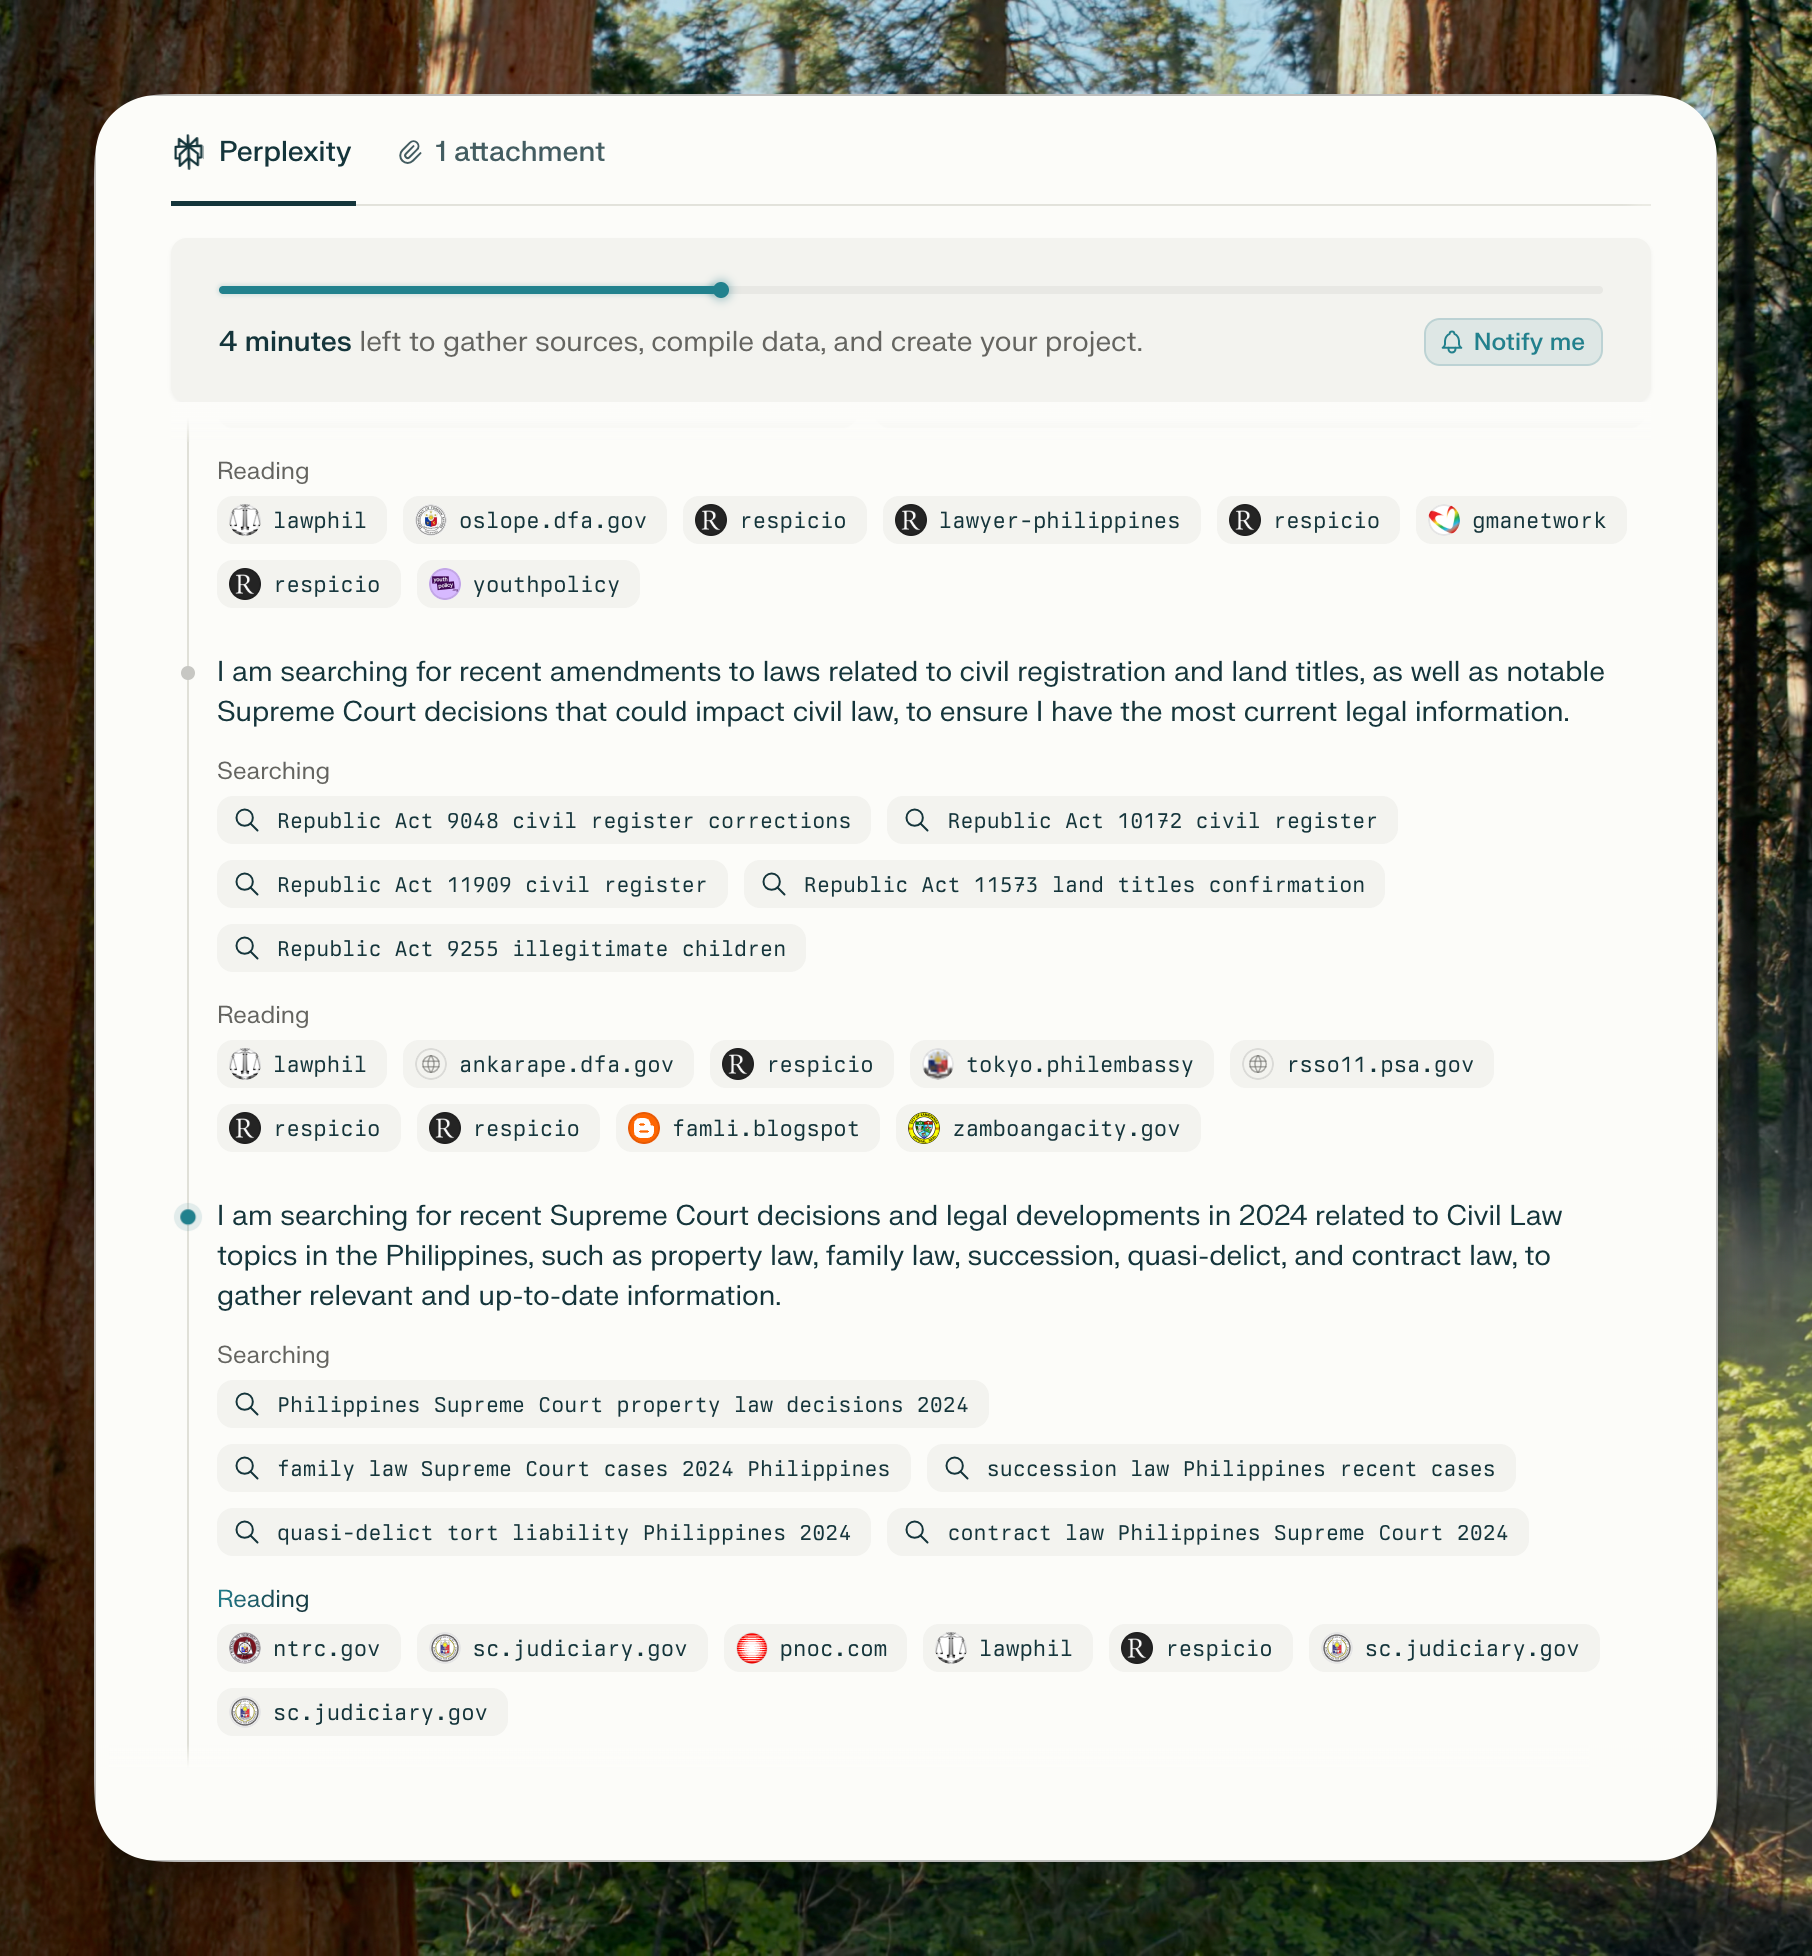 Perplexity 1 attachment
4 minutes left to gather sources, compile data, and create your project. Notify me
Reading
lawphil oslope.dfa.gov respicio lawyer-philippines respicio gmanetwork
respicio youthpolicy
I am searching for recent amendments to laws related to civil registration and land titles, as well as notable
Supreme Court decisions that could impact civil law, to ensure I have the most current legal information.
Searching
Republic Act 9048 civil register corrections Republic Act 10172 civil register
Republic Act 11909 civil register Republic Act 11573 land titles confirmation
Republic Act 9255 illegitimate children
Reading
lawphil ankarape.dfa.gov respicio tokyo.philembassy rsso11.psa.gov
respicio respicio famli.blogspot zamboangacity.gov
I am searching for recent Supreme Court decisions and legal developments in 2024 related to Civil Law
topics in the Philippines, such as property law, family law, succession, quasi-delict, and contract law, to
gather relevant and up-to-date information.
Searching
Philippines Supreme Court property law decisions 2024
family law Supreme Court cases 2024 Philippines succession law Philippines recent cases
quasi-delict tort liability Philippines 2024 contract law Philippines Supreme Court 2024
Reading
ntrc.gov sc.judiciary.gov pnoc.com lawphil respicio sc.judiciary.gov
sc.judiciary.gov